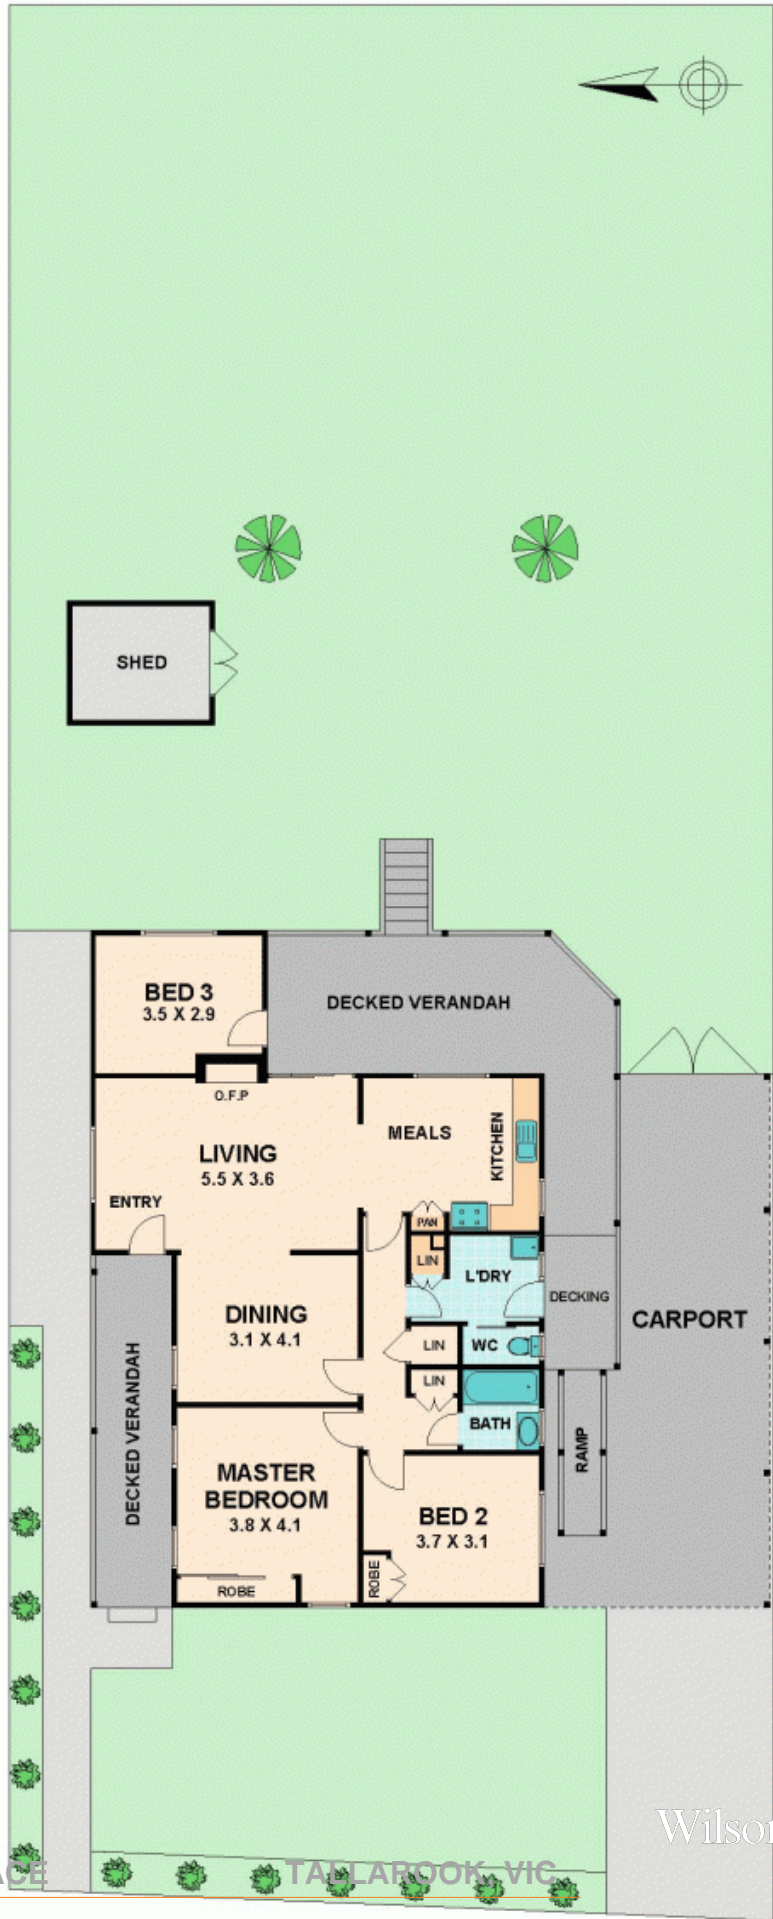 SHED
BED 3
3.5 X 2.9
DECKED VERANDAH
O.F.P
MEALS
KITCHEN
LIVING
5.5 X 3.6
ENTRY
PAN
LIN
L'DRY
DECKING
DINING
3.1 X 4.1
CARPORT
LIN
WC
LIN
DECKED VERANDAH
BATH
RAMP
MASTER
BEDROOM
3.8 X 4.1
BED 2
3.7 X 3.1
ROBE
ROBE
TALLAROOK, VIC